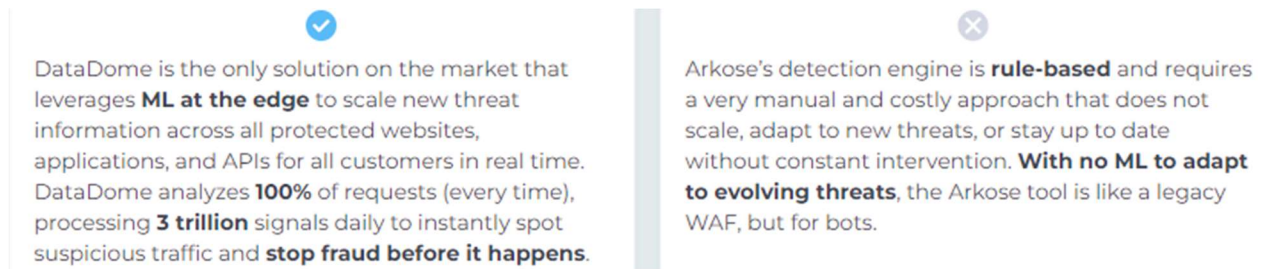 DataDome is the only solution on the market that
leverages ML at the edge to scale new threat
information across all protected websites,
applications, and APIs for all customers in real time.
DataDome analyzes 100% of requests (every time),
processing 3 trillion signals daily to instantly spot
suspicious traffic and stop fraud before it happens.
Arkose’s detection engine is rule-based and requires
a very manual and costly approach that does not
scale, adapt to new threats, or stay up to date
without constant intervention. With no ML to adapt
to evolving threats, the Arkose tool is like a legacy
WAF, but for bots.